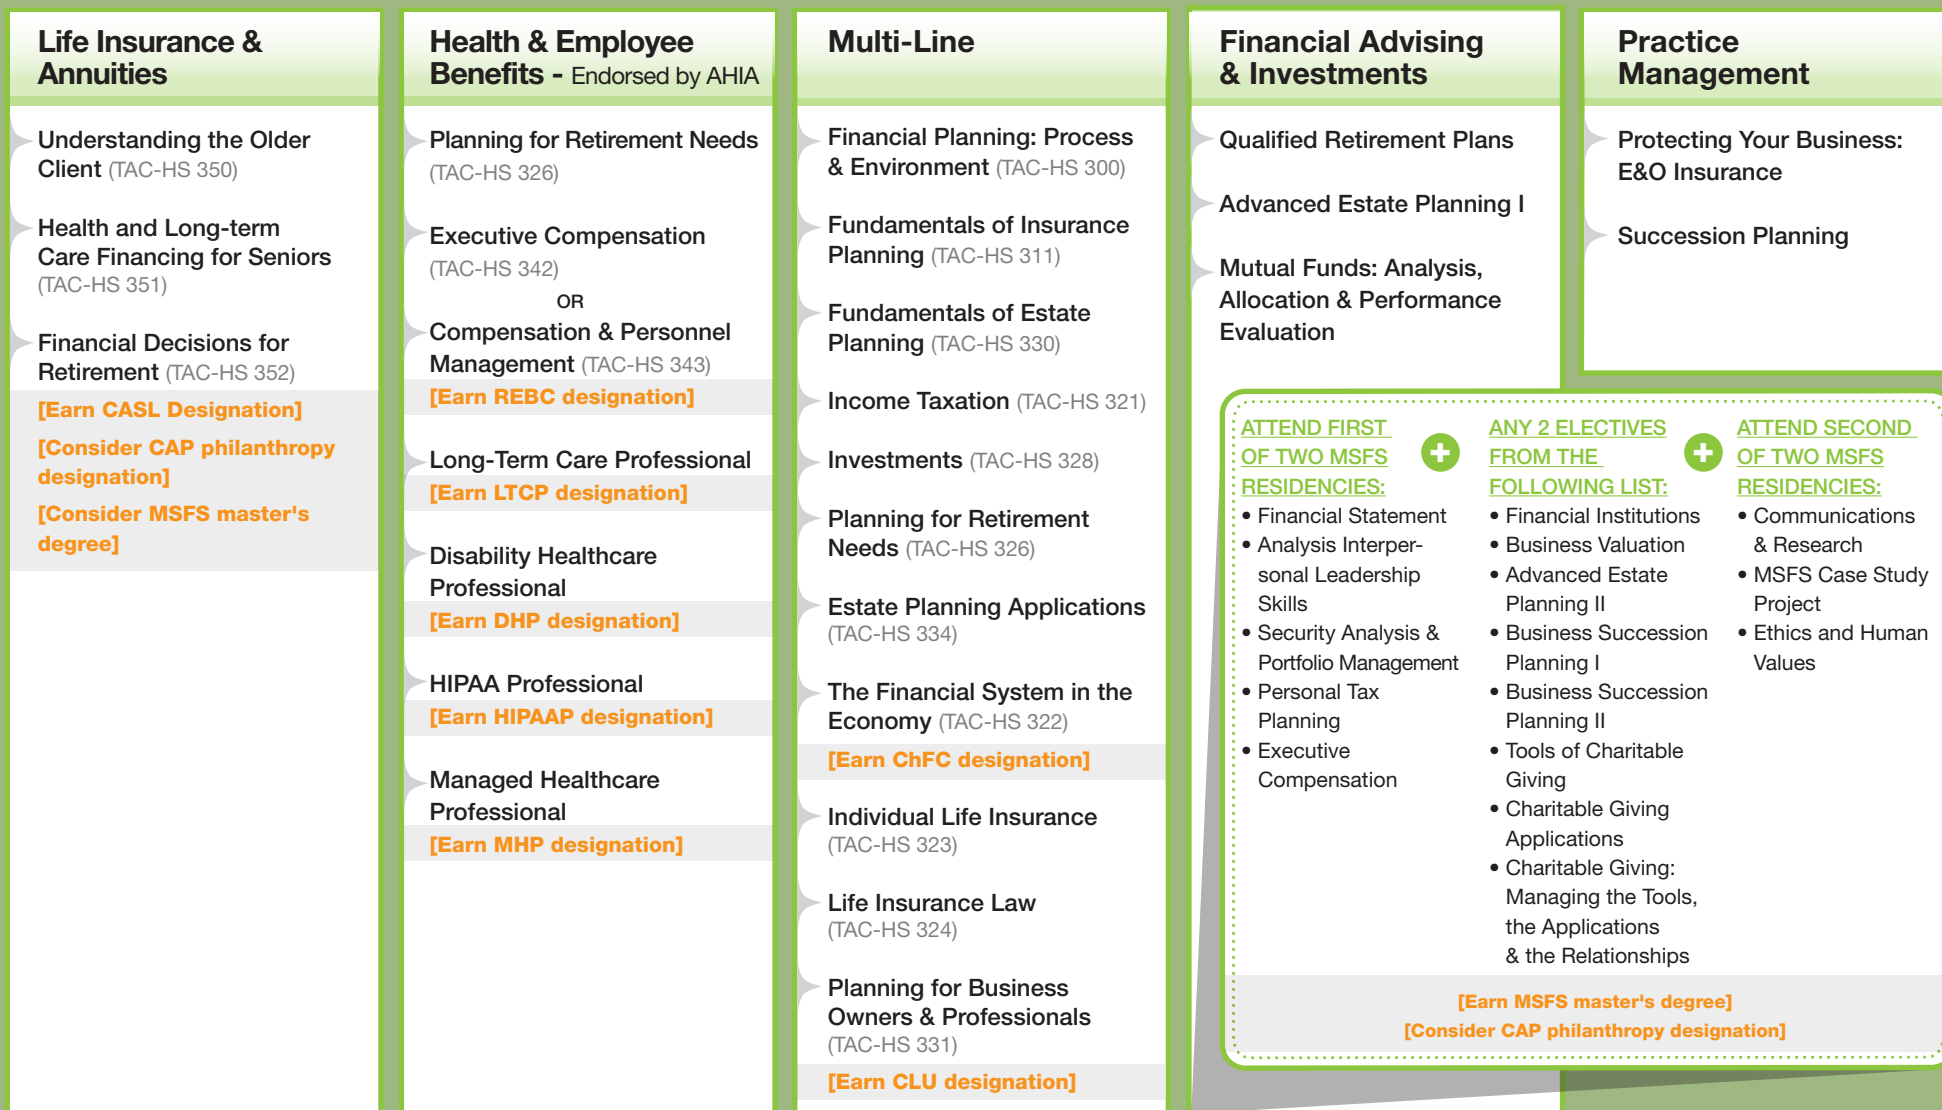 Life Insurance &
Annuities
Understanding the Older
Client (TAC-HS 350)
Health and Long-term
Care Financing for Seniors
(TAC-HS 351)
Financial Decisions for
Retirement (TAC-HS 352)
[Earn CASL Designation]
[Consider CAP philanthropy
designation]
[Consider MSFS master's
degree]
Health & Employee
Benefits - Endorsed by AHIA
Planning for Retirement Needs
(TAC-HS 326)
Executive Compensation
(TAC-HS 342)
OR
Compensation & Personnel
Management (TAC-HS 343)
[Earn REBC designation]
Long-Term Care Professional
[Earn LTCP designation]
Disability Healthcare
Professional
[Earn DHP designation]
HIPAA Professional
[Earn HIPAAP designation]
Managed Healthcare
Professional
[Earn MHP designation]
Multi-Line
Financial Planning: Process
& Environment (TAC-HS 300)
Fundamentals of Insurance
Planning (TAC-HS 311)
Fundamentals of Estate
Planning (TAC-HS 330)
Income Taxation (TAC-HS 321)
Investments (TAC-HS 328)
Planning for Retirement
Needs (TAC-HS 326)
Estate Planning Applications
(TAC-HS 334)
The Financial System in the
Economy (TAC-HS 322)
[Earn ChFC designation]
Individual Life Insurance
(TAC-HS 323)
Life Insurance Law
(TAC-HS 324)
Planning for Business
Owners & Professionals
(TAC-HS 331)
[Earn CLU designation]
Financial Advising
& Investments
Qualified Retirement Plans
Advanced Estate Planning I
Mutual Funds: Analysis,
Allocation & Performance
Evaluation
Practice
Management
Protecting Your Business:
E&O Insurance
Succession Planning
ATTEND FIRST
OF TWO MSFS
RESIDENCIES:
• Financial Statement
• Analysis Interper-
sonal Leadership
Skills
• Security Analysis &
Portfolio Management
• Personal Tax
Planning
• Executive
Compensation
+
ANY 2 ELECTIVES
FROM THE
FOLLOWING LIST:
• Financial Institutions
• Business Valuation
• Advanced Estate
Planning II
• Business Succession
Planning I
• Business Succession
Planning II
• Tools of Charitable
Giving
• Charitable Giving
Applications
• Charitable Giving:
Managing the Tools,
the Applications
& the Relationships
+
ATTEND SECOND
OF TWO MSFS
RESIDENCIES:
• Communications
& Research
• MSFS Case Study
Project
• Ethics and Human
Values
[Earn MSFS master's degree]
[Consider CAP philanthropy designation]